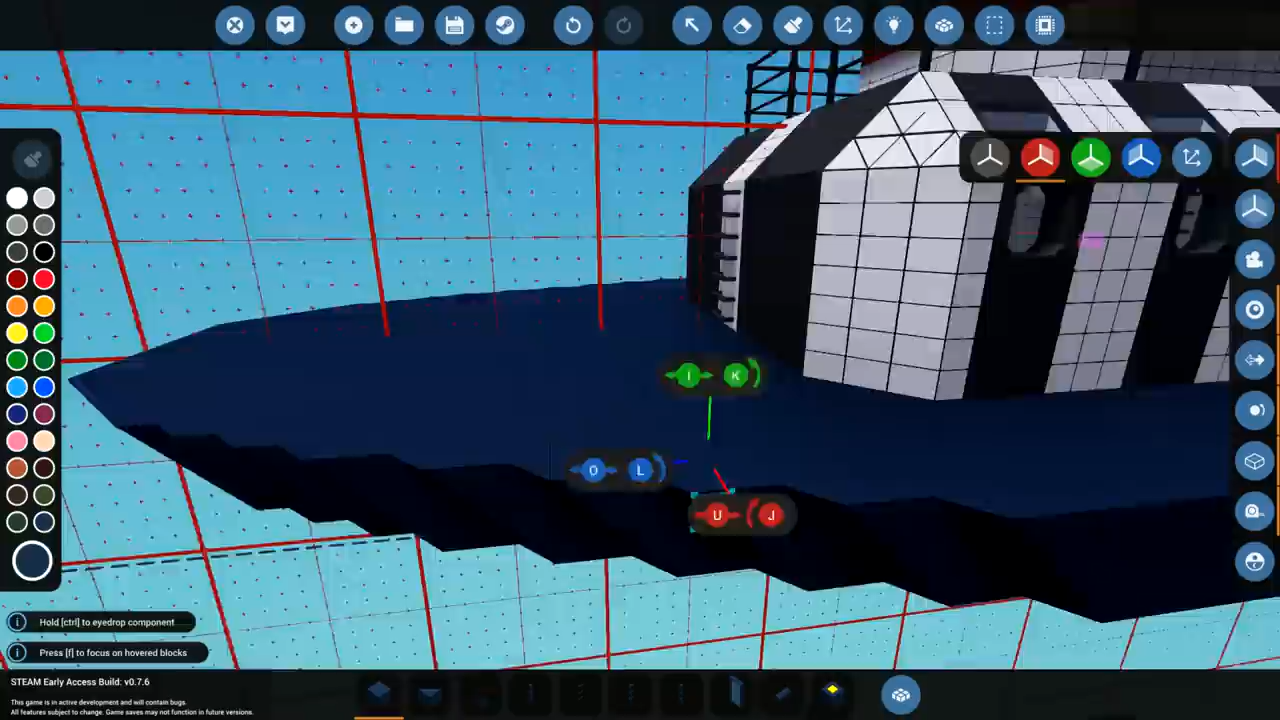 I K
O L
U J
Hold [ctrl] to eyedrop component
Press [f] to focus on hovered blocks
STEAM Early Access Build: v0.7.6
This game is in active development and will contain bugs.
All features subject to change. Game saves may not function in future versions.